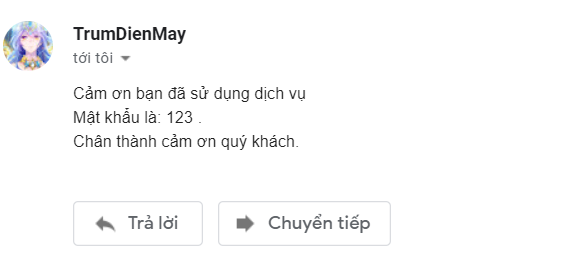 TrumDienMay
tới tôi
Cảm ơn bạn đã sử dụng dịch vụ
Mật khẩu là: 123 .
Chân thành cảm ơn quý khách.
Trả lời
Chuyển tiếp